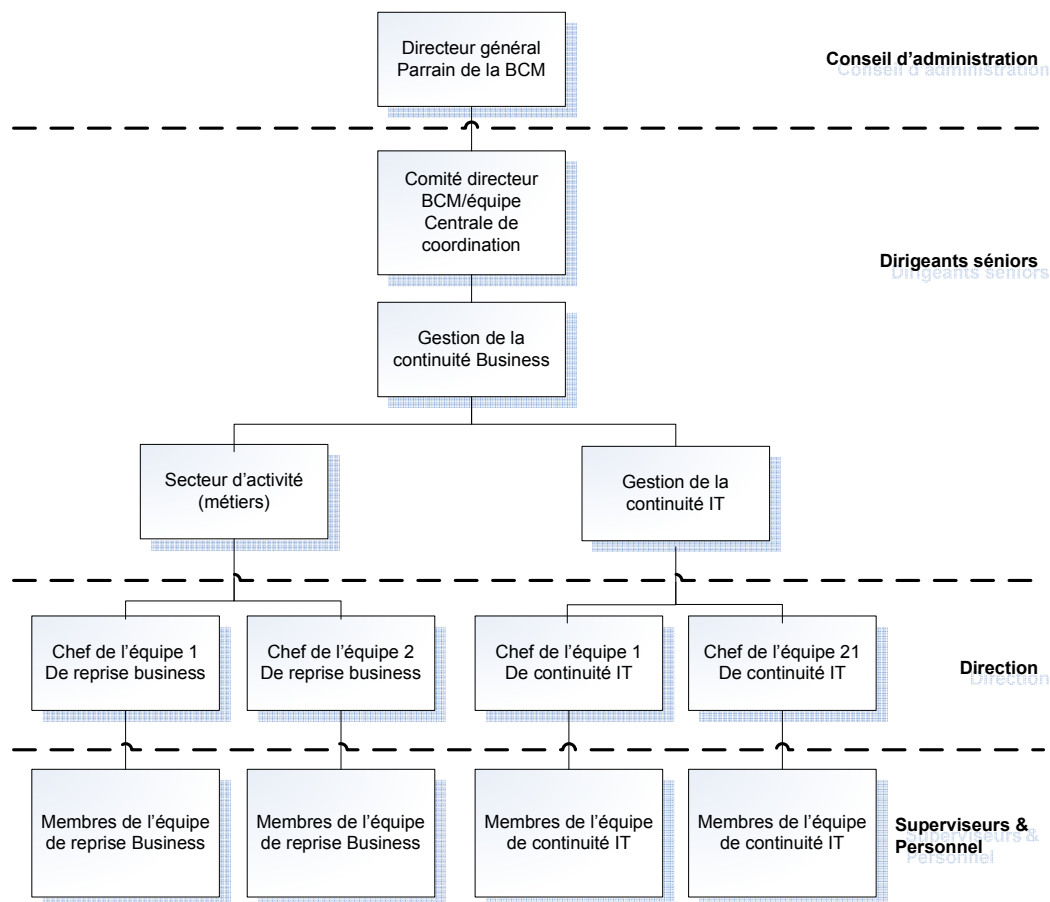 Directeur général
Parrain de la BCM
Conseil d'administration
Comité directeur
BCM/équipe
Centrale de
coordination
Dirigeants séniors
Gestion de la
continuité Business
Secteur d'activité
(métiers)
Gestion de la
continuité IT
Chef de l'équipe 1
De reprise business
Chef de l'équipe 2
De reprise business
Chef de l'équipe 1
De continuité IT
Chef de l'équipe 21
De continuité IT
Direction
Membres de l'équipe
de reprise Business
Membres de l'équipe
de reprise Business
Membres de l'équipe
de continuité IT
Membres de l'équipe
de continuité IT
Superviseurs &
Personnel